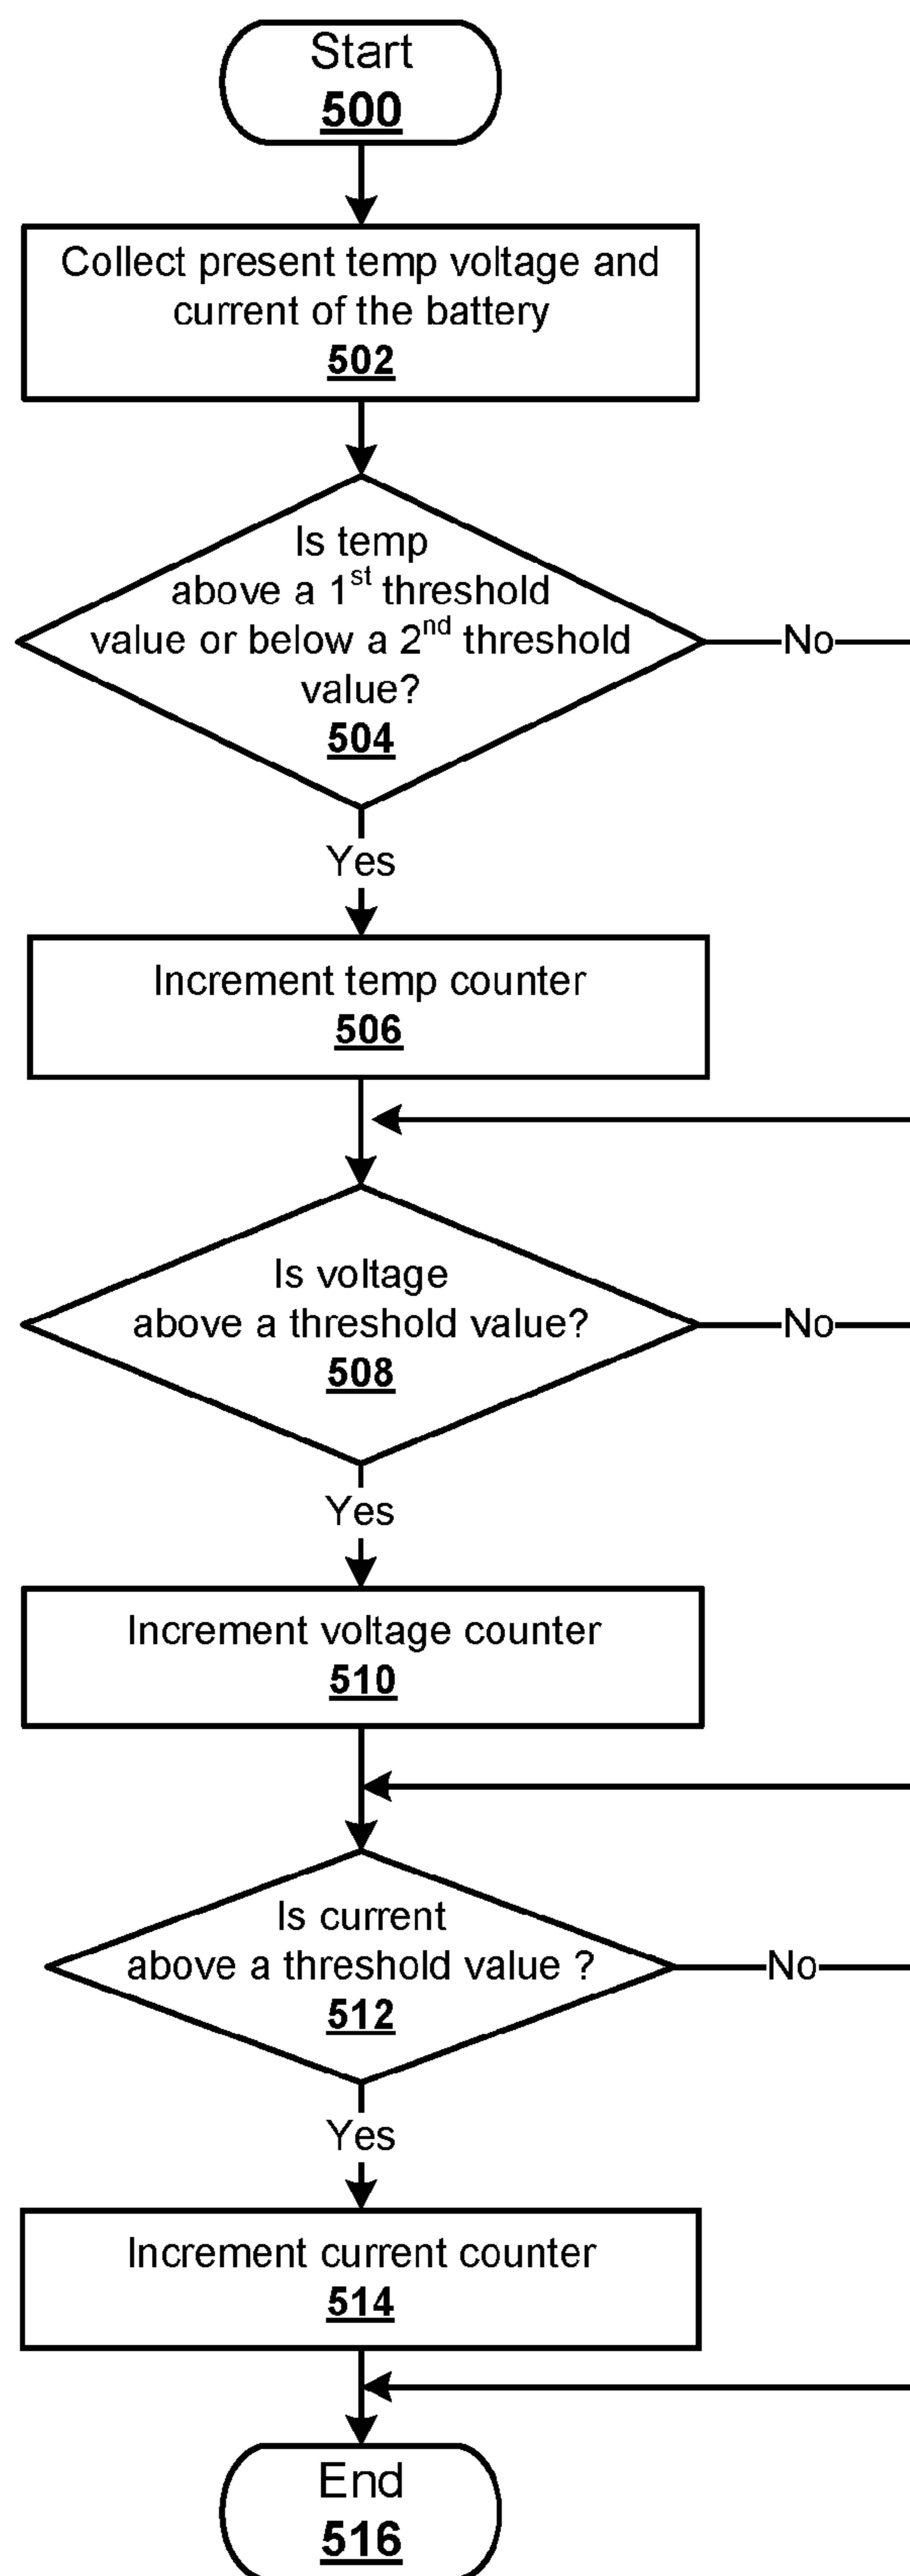 Start
500
Collect present temp voltage and
current of the battery
502
Is temp
above a 1st threshold
value or below a 2nd threshold
value?
504
No
Yes
Increment temp counter
506
Is voltage
above a threshold value?
508
No
Yes
Increment voltage counter
510
Is current
above a threshold value ?
512
No
Yes
Increment current counter
514
End
516